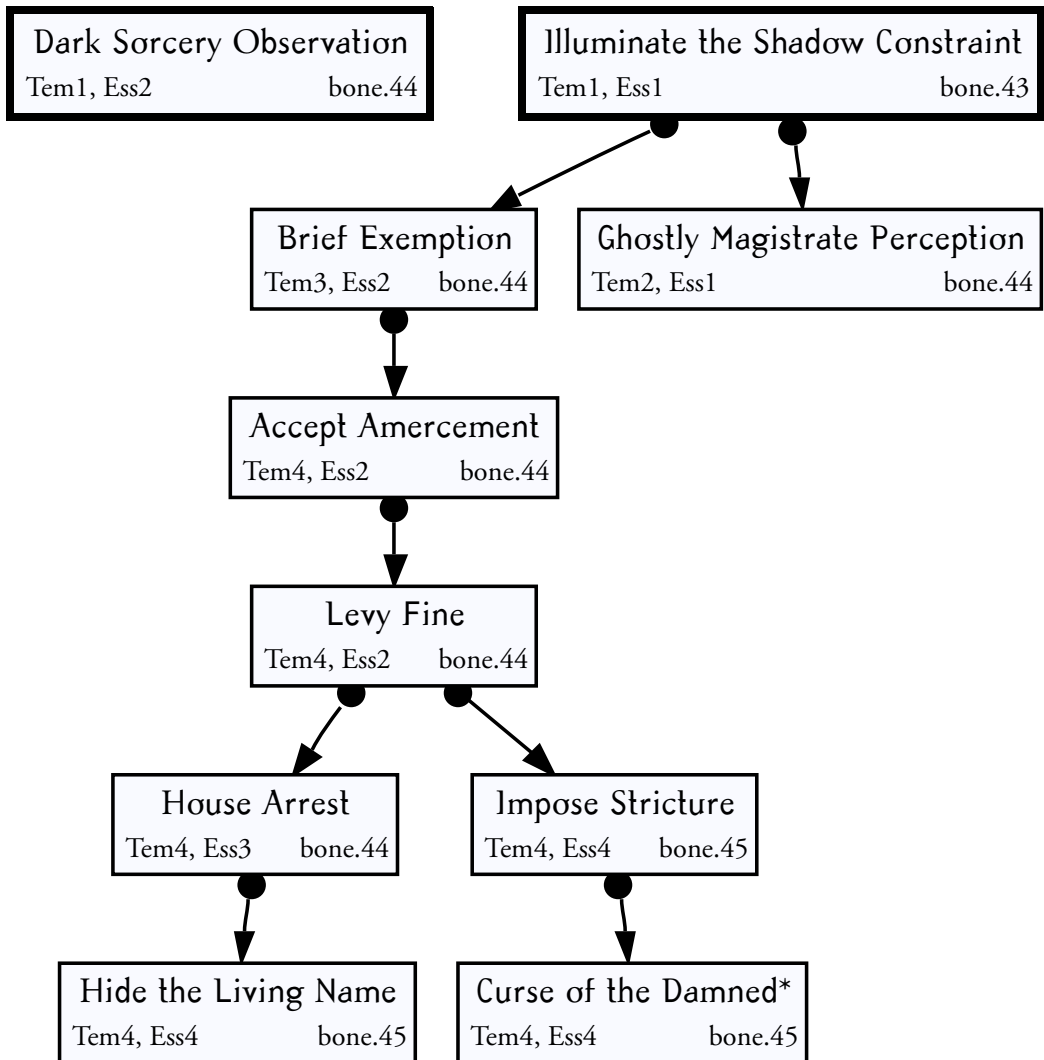 Dark Sorcery Observation
Tem1, Ess2 bone.44
Illuminate the Shadow Constraint
Tem1, Ess1 bone.43
Brief Exemption
Tem3, Ess2 bone.44
Ghostly Magistrate Perception
Tem2, Ess1 bone.44
Accept Amercement
Tem4, Ess2 bone.44
Levy Fine
Tem4, Ess2 bone.44
House Arrest
Tem4, Ess3 bone.44
Impose Stricture
Tem4, Ess4 bone.45
Hide the Living Name
Tem4, Ess4 bone.45
Curse of the Damned*
Tem4, Ess4 bone.45